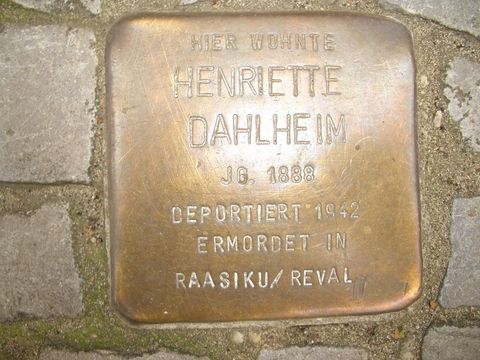 HIER WOHNTE
HENRIETTE
DAHLHEIM
JG. 1888
DEPORTIERT 1942
ERMORDET IN
RAASIKU/ REVAL